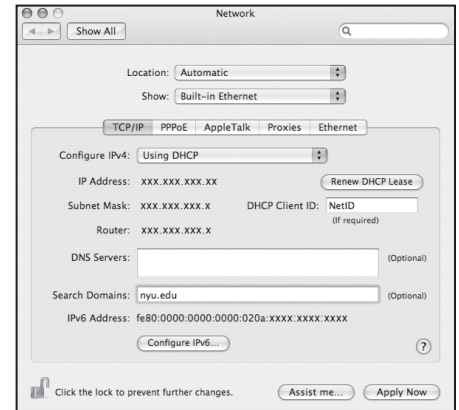 Network
Show All
Location: Automatic
Show: Built-in Ethernet
TCP/IP PPPoE AppleTalk Proxies Ethernet
Configure IPv4: Using DHCP
IP Address: xxx.xxx.xxx.xx Renew DHCP Lease
Subnet Mask: xxx.xxx.xxx.x DHCP Client ID: NetID
(If required)
Router: xxx.xxx.xxx.x
DNS Servers: (Optional)
Search Domains: nyu.edu (Optional)
IPv6 Address: fe80:0000:0000:0000:020a:xxxx:xxxx:xxxx
Configure IPv6... ?
Click the lock to prevent further changes. Assist me... Apply Now